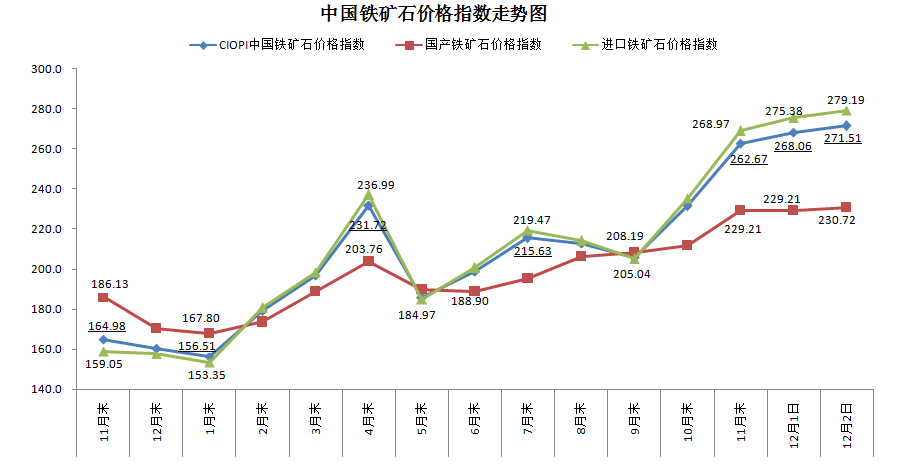 中国铁矿石价格指数走势图
CIOPI中国铁矿石价格指数 国产铁矿石价格指数 进口铁矿石价格指数
300.0
280.0
260.0
240.0
220.0
200.0
180.0
160.0
140.0
186.13
164.98
159.05
167.80
156.51
153.35
236.99
231.72
203.76
184.97
188.90
219.47
215.63
208.19
205.04
268.97
262.67
229.21
275.38
268.06
229.21
279.19
271.51
230.72
11月末
12月末
1月末
2月末
3月末
4月末
5月末
6月末
7月末
8月末
9月末
10月末
11月末
12月1日
12月2日